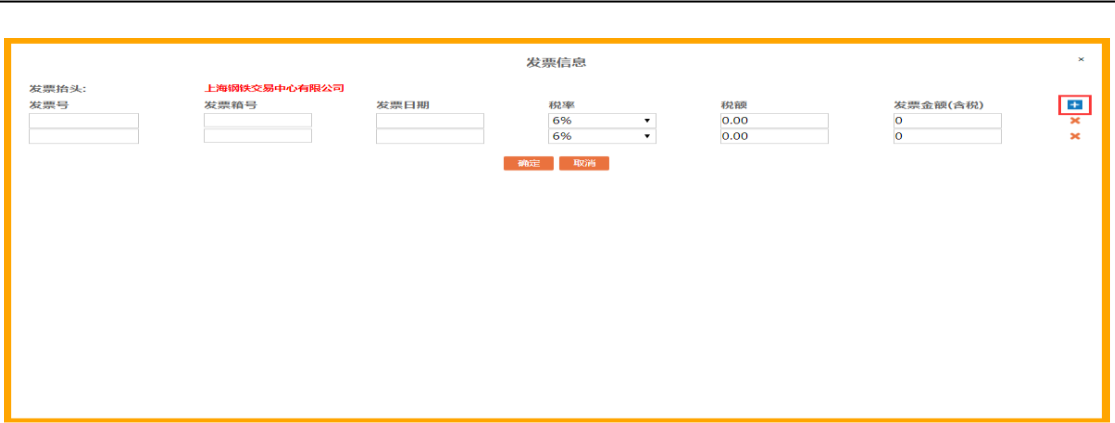 发票信息 ×
发票抬头: 上海钢铁交易中心有限公司
发票号 发票箱号 发票日期 税率 税额 发票金额(含税)
6% 0.00 0
6% 0.00 0
确定 取消